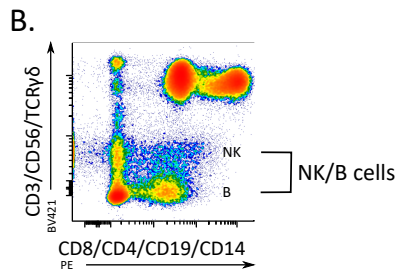 B.
CD3/CD56/TCRγδ
BV421
NK
B
NK/B cells
CD8/CD4/CD19/CD14
PE